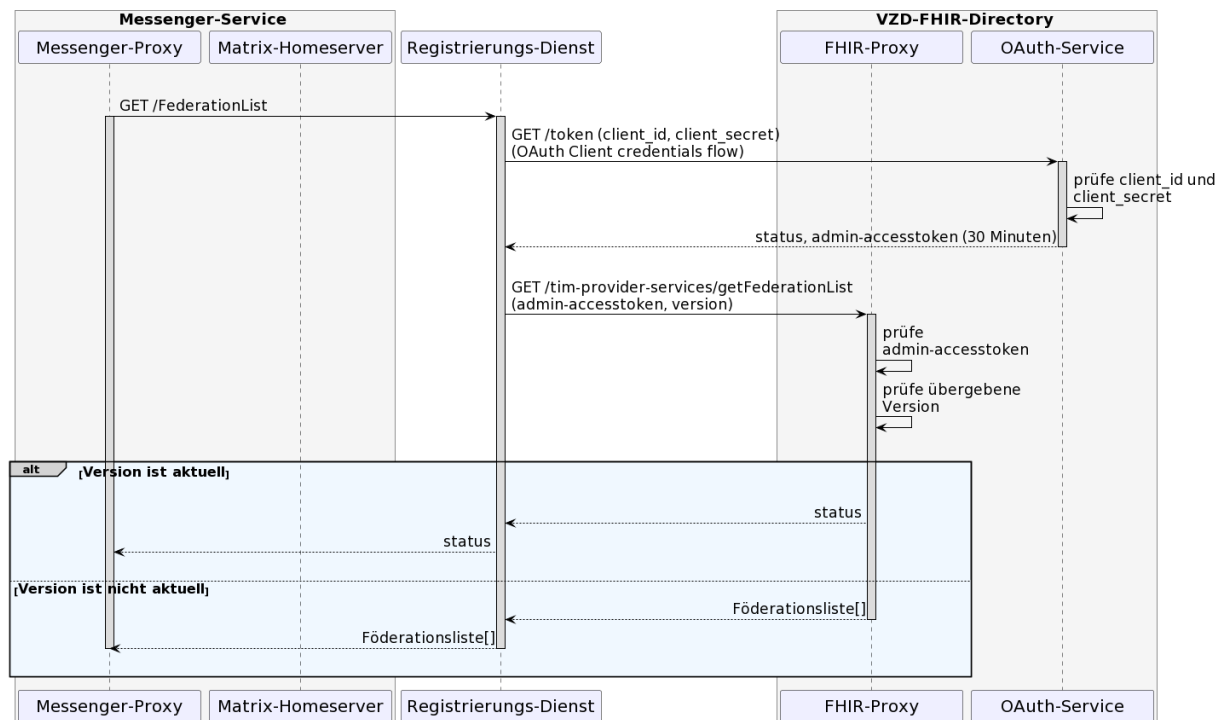 Messenger-Service
VZD-FHIR-Directory
Messenger-Proxy
Matrix-Homeserver
Registrierungs-Dienst
FHIR-Proxy
OAuth-Service
GET /FederationList
GET /token (client_id, client_secret)
(OAuth Client credentials flow)
prüfe client_id und
client_secret
status, admin-accesstoken (30 Minuten)
GET /tim-provider-services/getFederationList
(admin-accesstoken, version)
prüfe
admin-accesstoken
prüfe übergebene
Version
alt
[Version ist aktuell]
status
status
[Version ist nicht aktuell]
Föderationsliste[]
Föderationsliste[]
Messenger-Proxy
Matrix-Homeserver
Registrierungs-Dienst
FHIR-Proxy
OAuth-Service